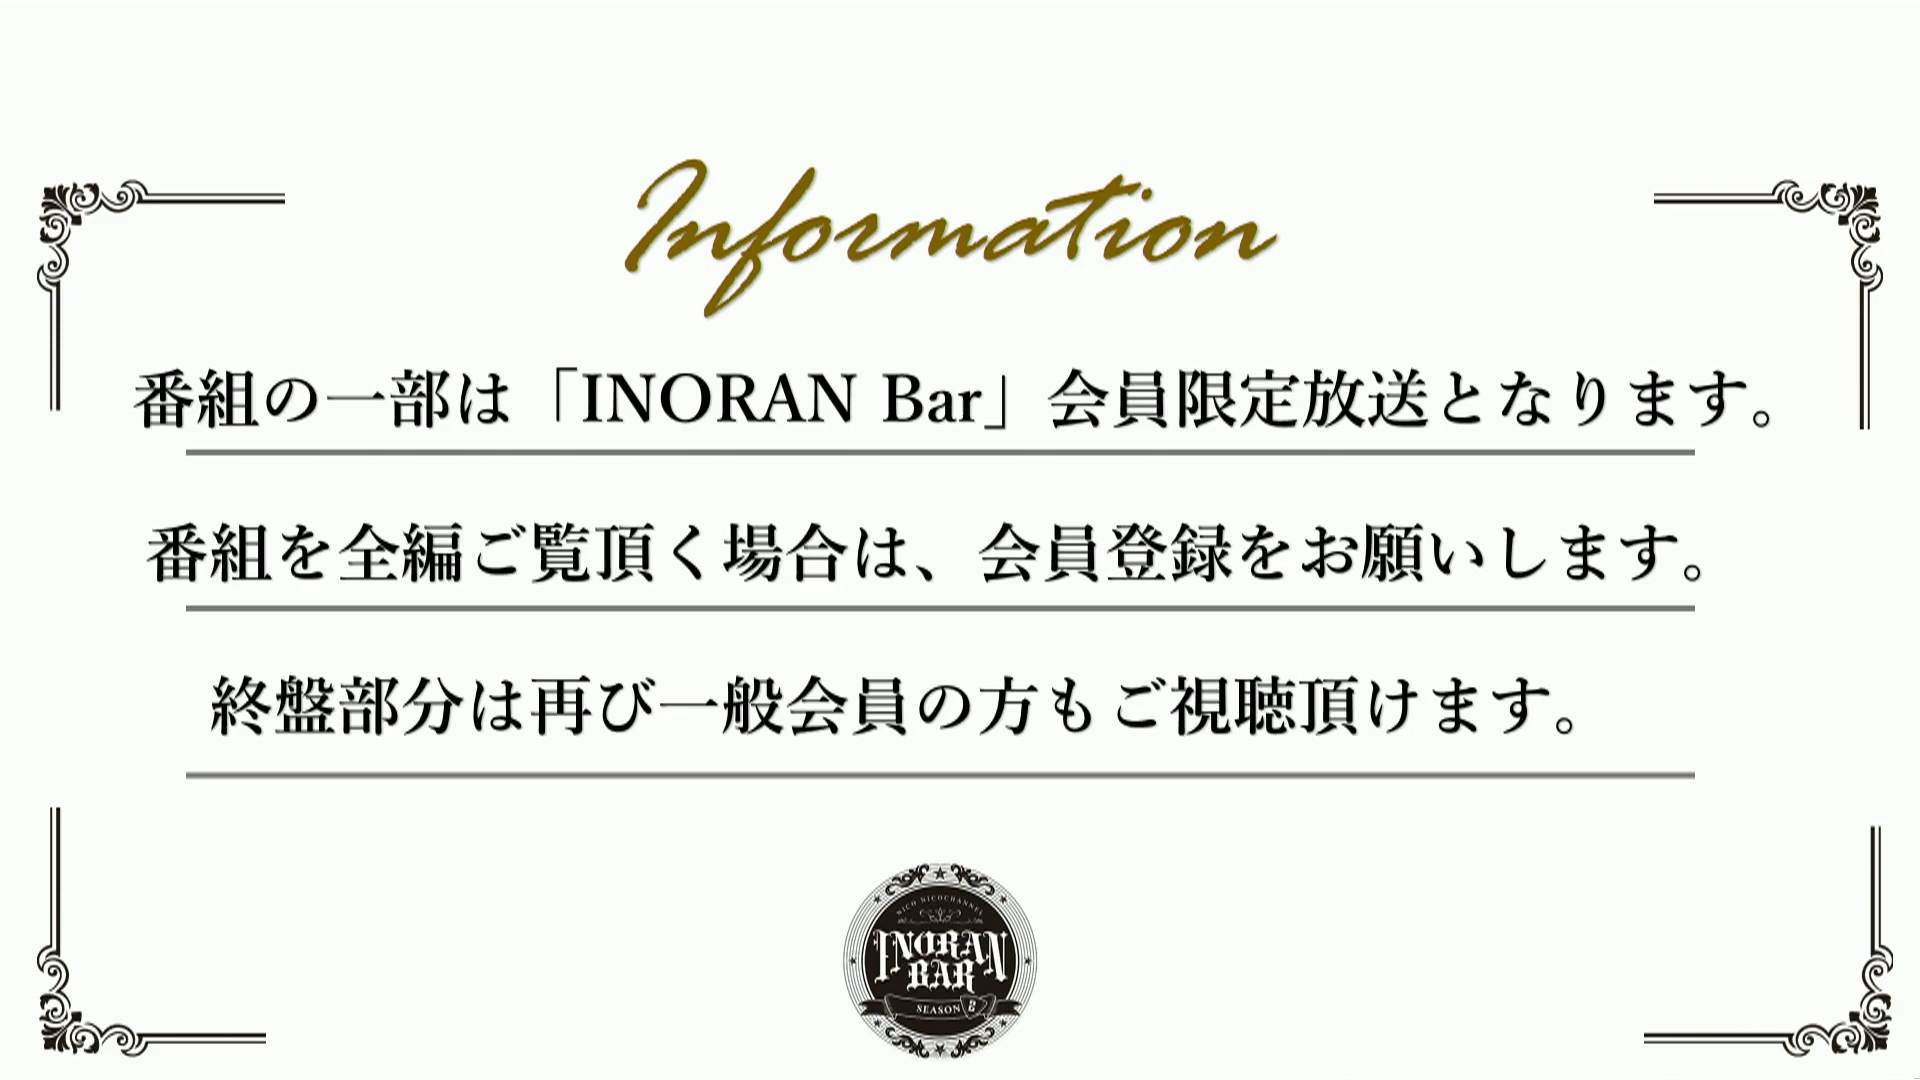 Information
番組の一部は「INORAN Bar」会員限定放送となります。
番組を全編ご覧頂く場合は、会員登録をお願いします。
終盤部分は再び一般会員の方もご視聴頂けます。
NICO NICOCHANNEL
INORAN
BAR
SEASON 2